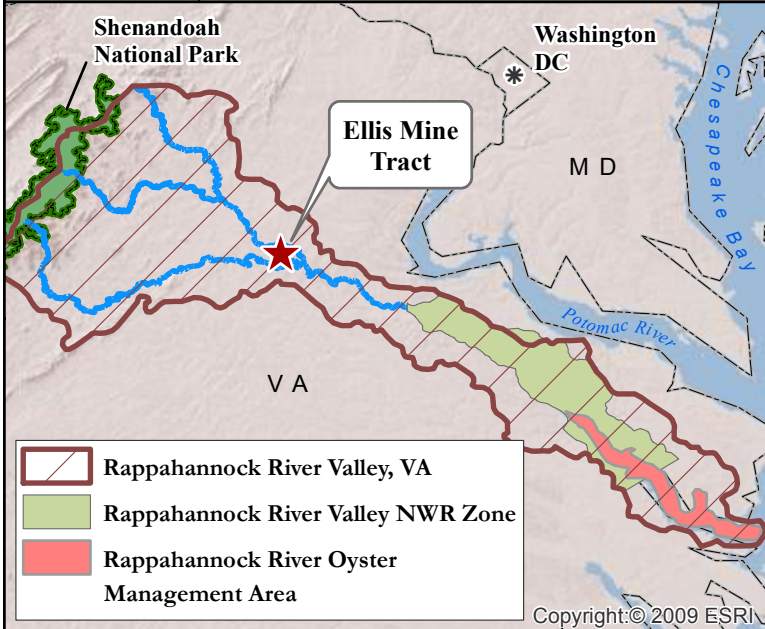 Shenandoah
National Park
Washington
DC
Ellis Mine
Tract
M D
Chesapeake Bay
Potomac River
V A
Rappahannock River Valley, VA
Rappahannock River Valley NWR Zone
Rappahannock River Oyster
Management Area
Copyright:© 2009 ESRI